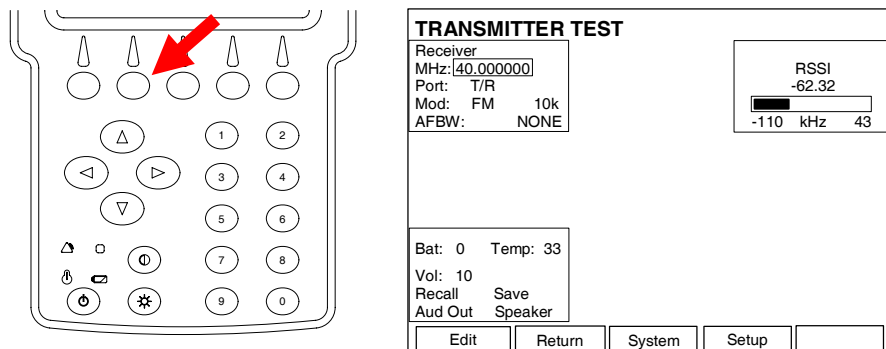 1 2
3 4
5 6
7 8
9 0
TRANSMITTER TEST
Receiver
MHz: 40.000000
Port: T/R
Mod: FM 10k
AFBW: NONE
RSSI
-62.32
-110 kHz 43
Bat: 0 Temp: 33
Vol: 10
Recall Save
Aud Out Speaker
Edit Return System Setup